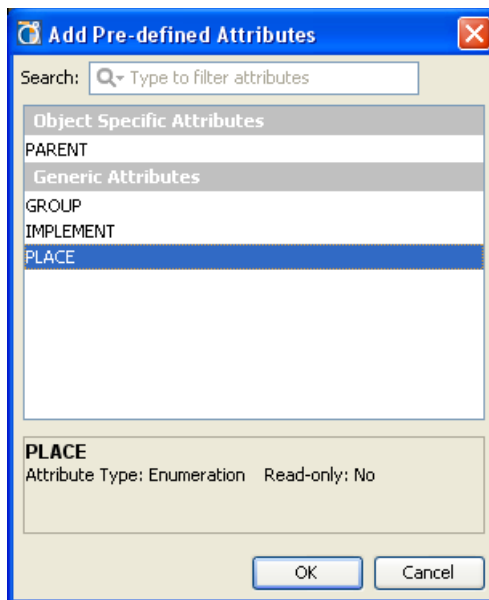 Add Pre-defined Attributes
Search: Type to filter attributes
Object Specific Attributes
PARENT
Generic Attributes
GROUP
IMPLEMENT
PLACE
PLACE
Attribute Type: Enumeration Read-only: No
OK Cancel